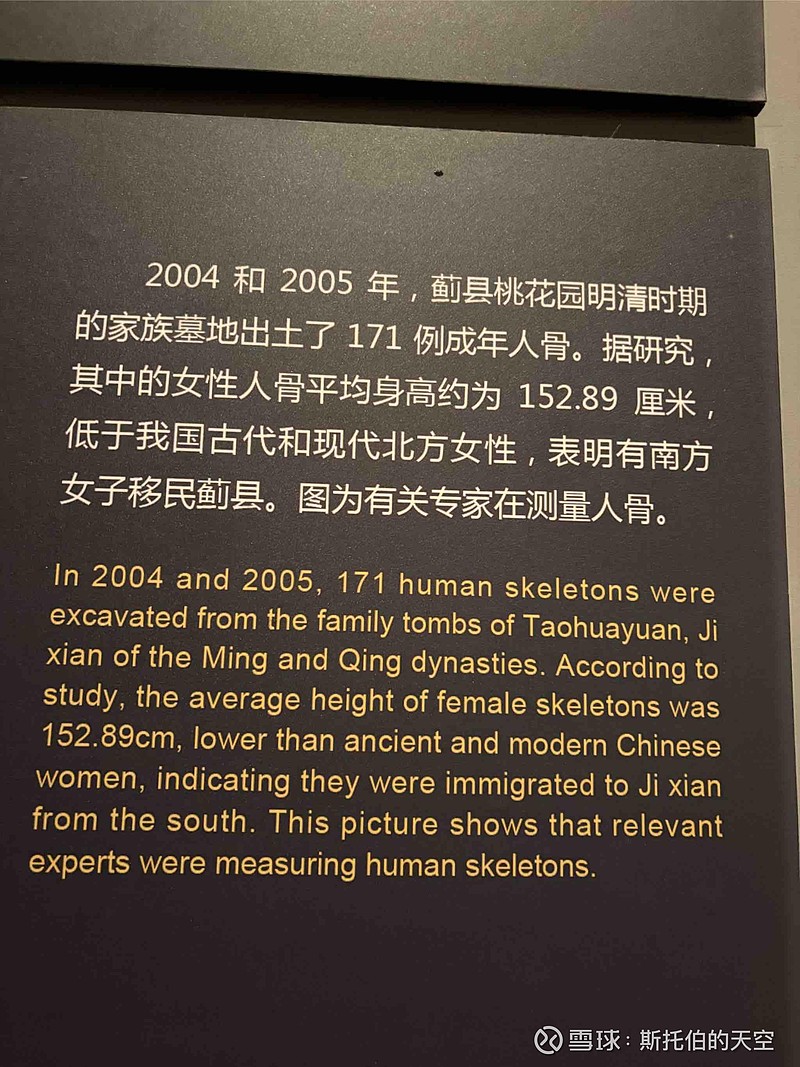 2004 和 2005 年，蓟县桃花园明清时期
的家族墓地出土了 171 例成年人骨。据研究，
其中的女性人骨平均身高约为 152.89 厘米，
低于我国古代和现代北方女性，表明有南方
女子移民蓟县。图为有关专家在测量人骨。
In 2004 and 2005, 171 human skeletons were
excavated from the family tombs of Taohuayuan, Ji
xian of the Ming and Qing dynasties. According to
study, the average height of female skeletons was
152.89cm, lower than ancient and modern Chinese
women, indicating they were immigrated to Ji xian
from the south. This picture shows that relevant
experts were measuring human skeletons.
雪球：斯托伯的天空